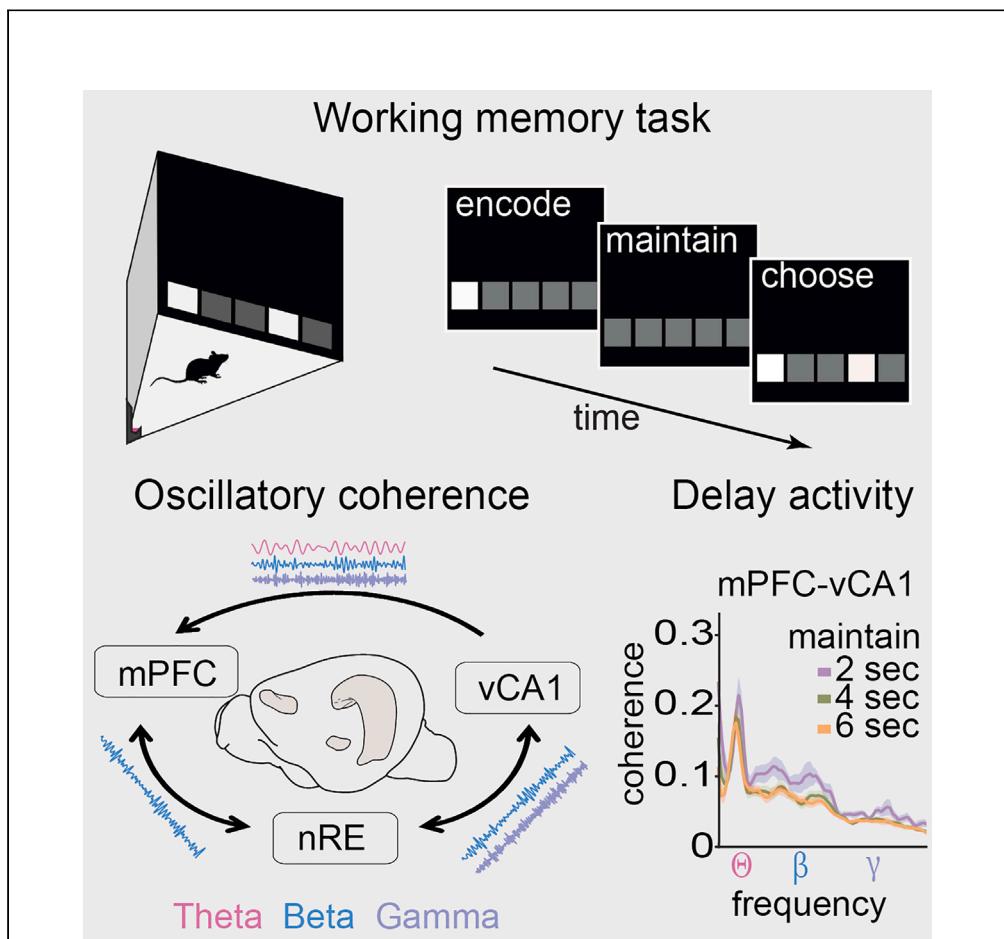 Working memory task
encode
maintain
choose
time
Oscillatory coherence
Delay activity
mPFC-vCA1
mPFC
vCA1
nRE
Theta Beta Gamma
coherence
0.3
0.2
0.1
0
maintain
2 sec
4 sec
6 sec
Θ β γ
frequency